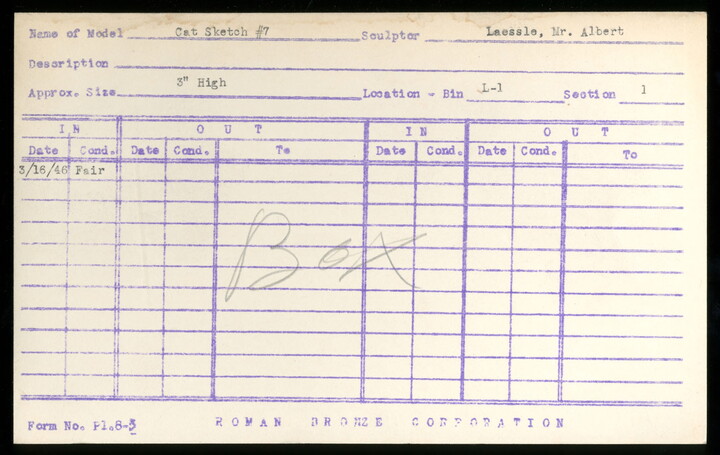 Name of Model Cat Sketch #7 Sculptor Laessle, Mr. Albert
Description
Approx. Size 3" High Location - Bin L-1 Section 1
IN OUT IN OUT
Date Cond. Date Cond. To Date Cond. Date Cond. To
3/16/46 Fair
Box
Form No. Pl.8-3 ROMAN BRONZE CORPORATION